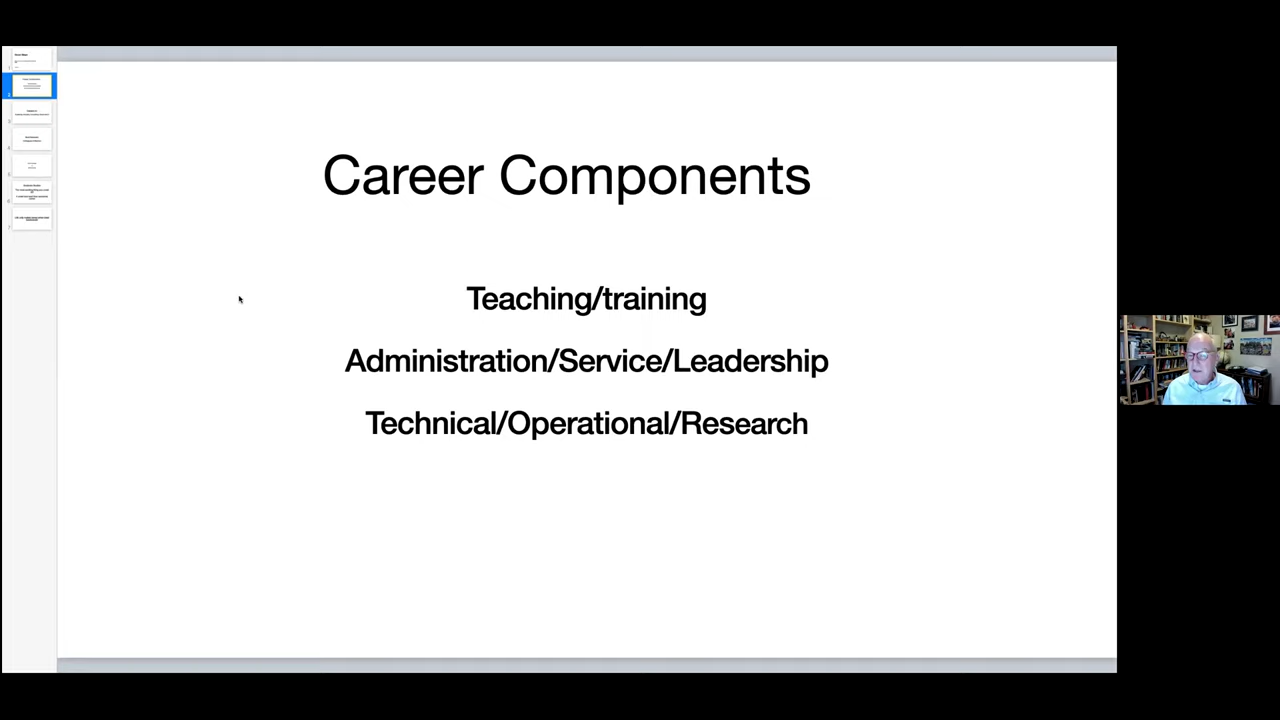 Career Components
Teaching/training
Administration/Service/Leadership
Technical/Operational/Research